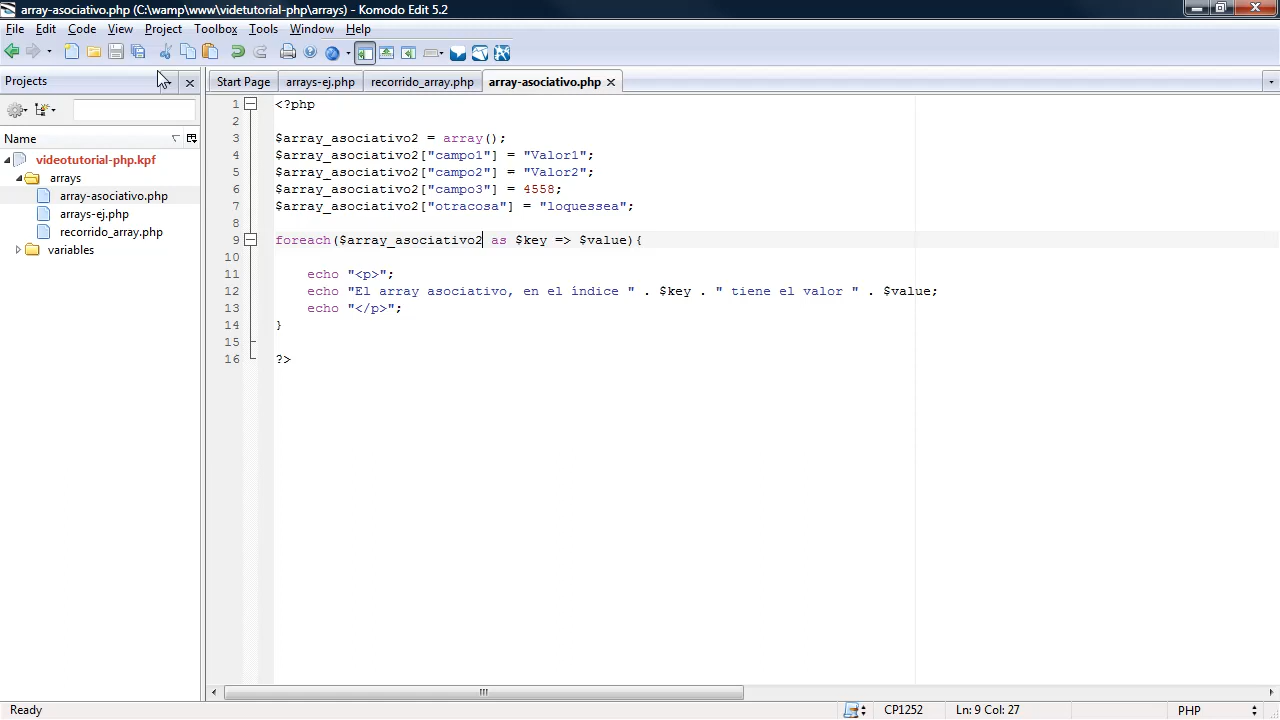 array-asociativo.php (C:\wamp\www\videtutorial-php\arrays) - Komodo Edit 5.2
File Edit Code View Project Toolbox Tools Window Help
Projects
Start Page arrays-ej.php recorrido_array.php array-asociativo.php
Name
videotutorial-php.kpf
arrays
array-asociativo.php
arrays-ej.php
recorrido_array.php
variables
1 <?php
2
3 $array_asociativo2 = array();
4 $array_asociativo2["campo1"] = "Valor1";
5 $array_asociativo2["campo2"] = "Valor2";
6 $array_asociativo2["campo3"] = 4558;
7 $array_asociativo2["otracosa"] = "loquessea";
8
9 foreach($array_asociativo2 as $key => $value){
10
11 echo "<p>";
12 echo "El array asociativo, en el índice " . $key . " tiene el valor " . $value;
13 echo "</p>";
14 }
15
16 ?>
Ready CP1252 Ln: 9 Col: 27 PHP